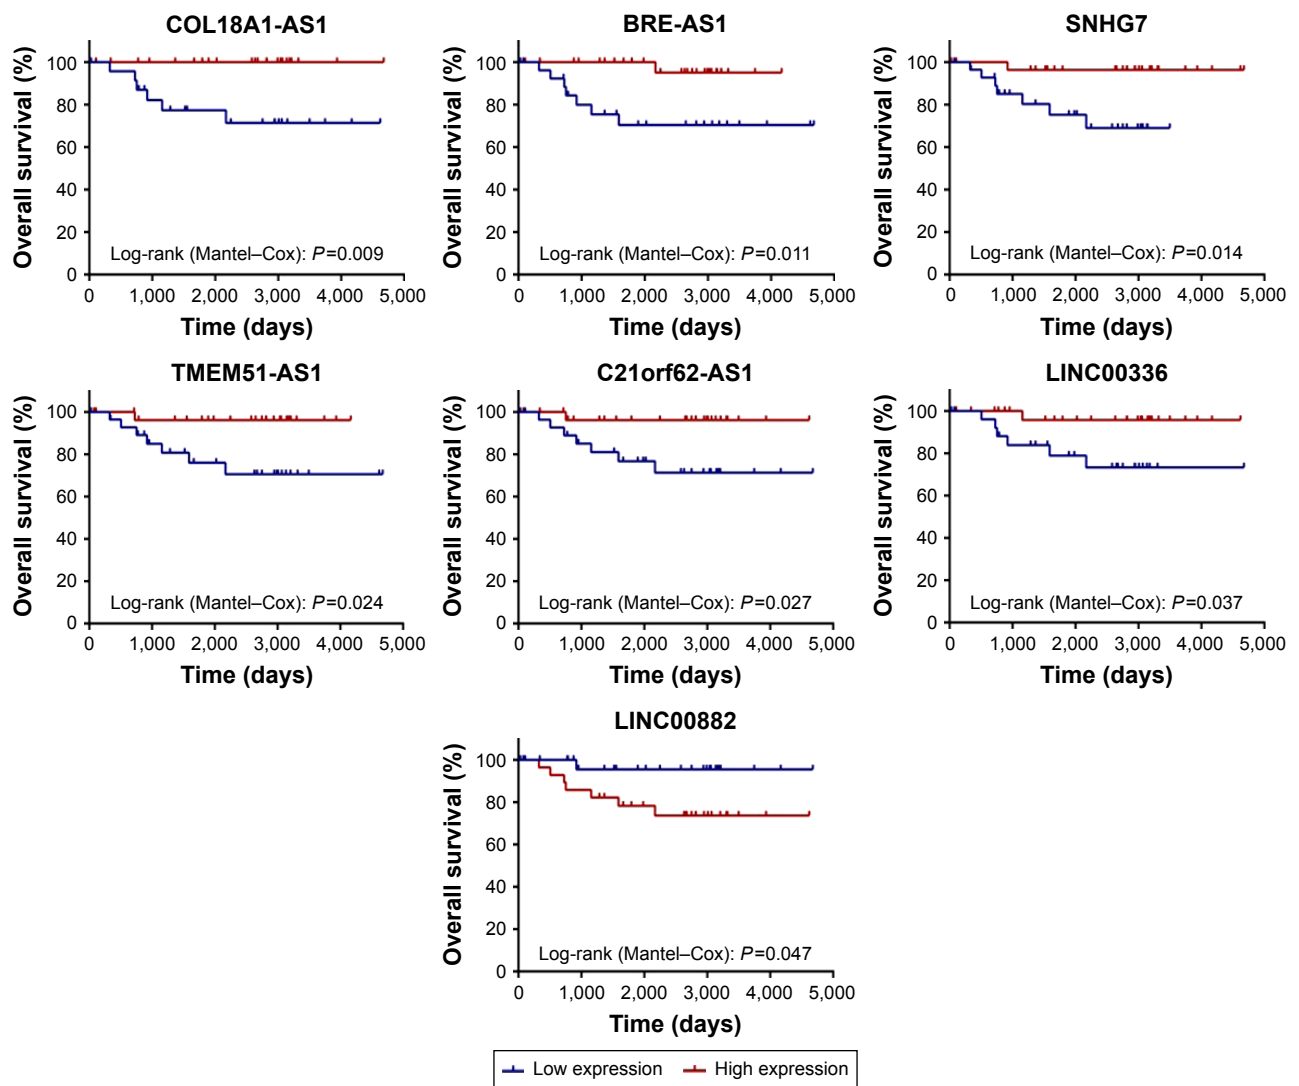 COL18A1-AS1
Overall survival (%)
100
80
60
40
20
0
Log-rank (Mantel–Cox): P=0.009
0 1,000 2,000 3,000 4,000 5,000
Time (days)
BRE-AS1
Overall survival (%)
100
80
60
40
20
0
Log-rank (Mantel–Cox): P=0.011
0 1,000 2,000 3,000 4,000 5,000
Time (days)
SNHG7
Overall survival (%)
100
80
60
40
20
0
Log-rank (Mantel–Cox): P=0.014
0 1,000 2,000 3,000 4,000 5,000
Time (days)
TMEM51-AS1
Overall survival (%)
100
80
60
40
20
0
Log-rank (Mantel–Cox): P=0.024
0 1,000 2,000 3,000 4,000 5,000
Time (days)
C21orf62-AS1
Overall survival (%)
100
80
60
40
20
0
Log-rank (Mantel–Cox): P=0.027
0 1,000 2,000 3,000 4,000 5,000
Time (days)
LINC00336
Overall survival (%)
100
80
60
40
20
0
Log-rank (Mantel–Cox): P=0.037
0 1,000 2,000 3,000 4,000 5,000
Time (days)
LINC00882
Overall survival (%)
100
80
60
40
20
0
Log-rank (Mantel–Cox): P=0.047
0 1,000 2,000 3,000 4,000 5,000
Time (days)
Low expression High expression